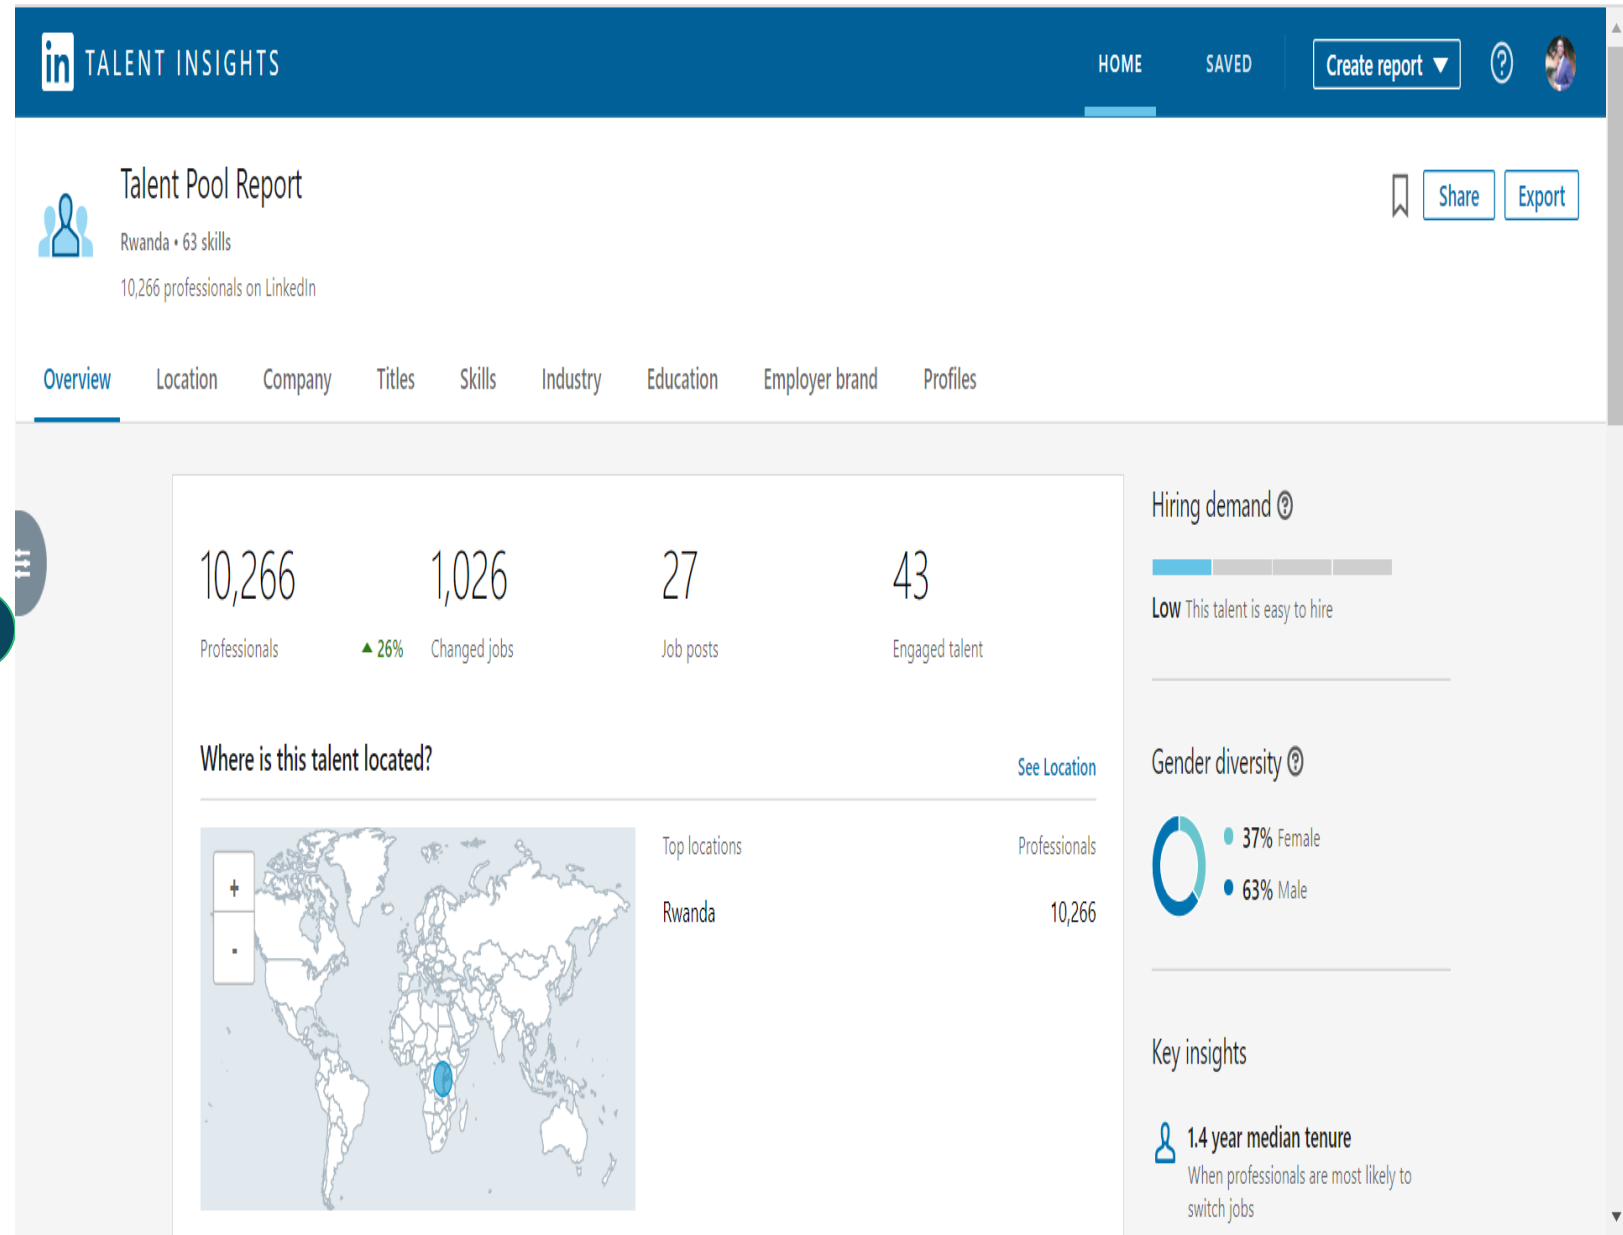 in TALENT INSIGHTS
HOME
SAVED
Create report ▼
Talent Pool Report
Rwanda • 63 skills
10,266 professionals on LinkedIn
Share
Export
Overview
Location
Company
Titles
Skills
Industry
Education
Employer brand
Profiles
10,266
1,026
27
43
Professionals
▲ 26%
Changed jobs
Job posts
Engaged talent
Where is this talent located?
See Location
+
-
Top locations
Professionals
Rwanda
10,266
Hiring demand ?
Low This talent is easy to hire
Gender diversity ?
37% Female
63% Male
Key insights
1.4 year median tenure
When professionals are most likely to
switch jobs